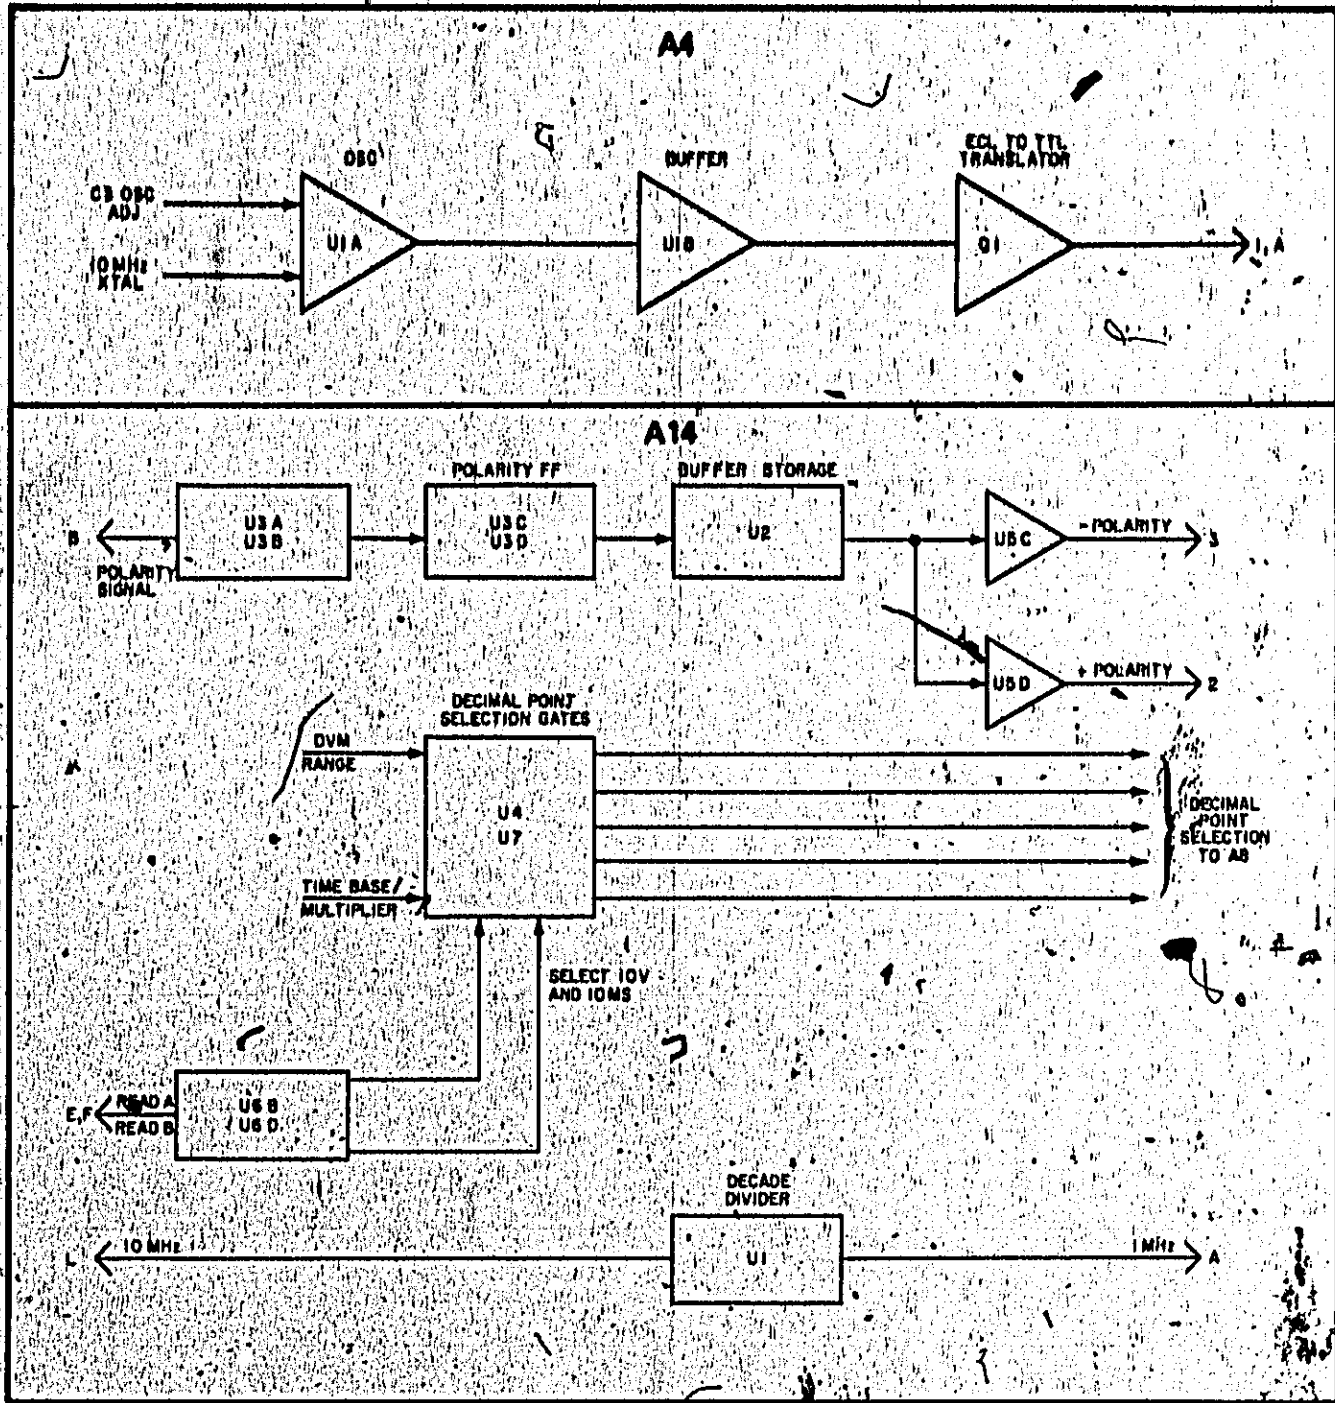 A4
OSC
BUFFER
ECL TO TTL
TRANSLATOR
C3 OSC
ADJ
10 MHz
XTAL
U1A
U1B
Q1
1, A
A14
POLARITY FF
BUFFER STORAGE
B
POLARITY
SIGNAL
U3A
U3B
U3C
U3D
U2
U5C
- POLARITY
3
U5D
+ POLARITY
2
DECIMAL POINT
SELECTION GATES
DVM
RANGE
U4
U7
TIME BASE/
MULTIPLIER
DECIMAL
POINT
SELECTION
TO A8
SELECT 10V
AND 10MS
E,F
READ A
READ B
U6B
U6D
DECADE
DIVIDER
L
10 MHz
U1
1 MHz
A